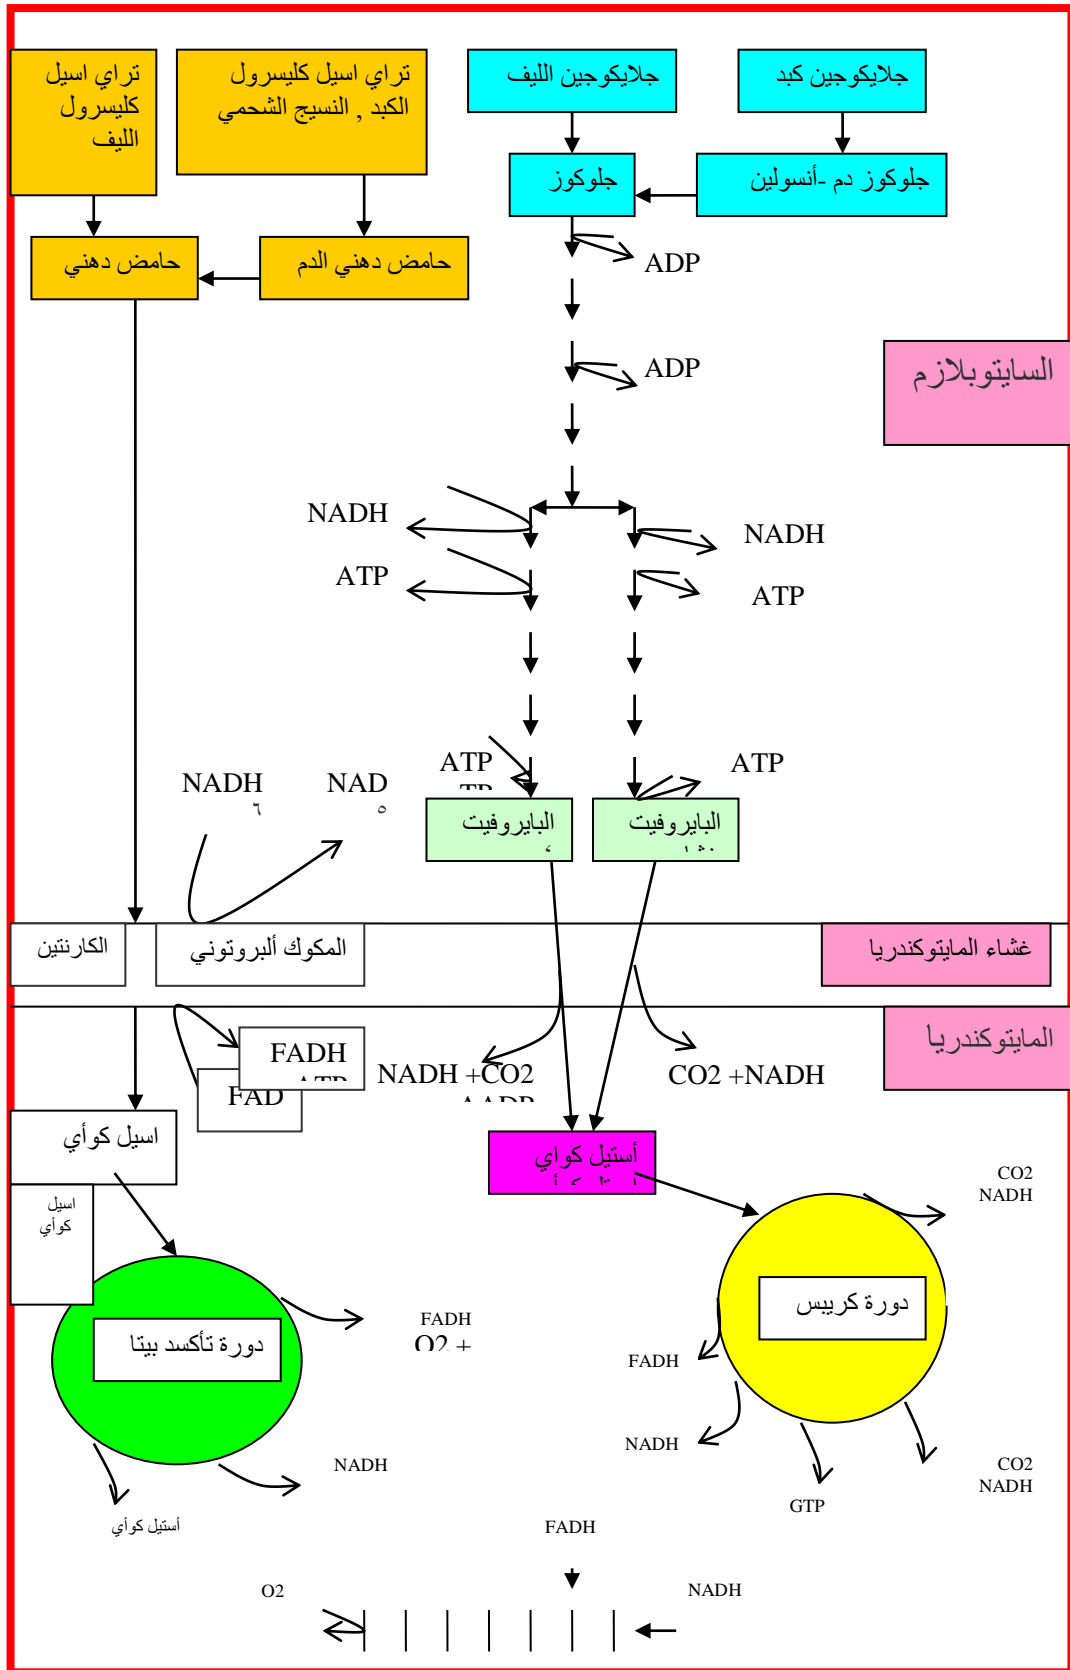 تراي اسيل
كليسرول
الليف
تراي اسيل كليسرول
الكبد , النسيج الشحمي
جلايكوجين الليف
جلايكوجين كبد
جلوكوز
جلوكوز دم -أنسولين
حامض دهني
حامض دهني الدم
ADP
ADP
السايتوبلازم
NADH
NADH
ATP
ATP
NADH
٦
NAD
٥
ATP
ATP
البايروفيت
البايروفيت
الكارنتين
المكوك ألبروتوني
غشاء المايتوكندريا
المايتوكندريا
FADH
FAD
NADH +CO2
CO2 +NADH
اسيل كوأي
أستيل كواي
اسيل
كوأي
CO2
NADH
دورة كريبس
دورة تأكسد بيتا
FADH
O2 +
FADH
NADH
NADH
CO2
NADH
GTP
أستيل كوأي
FADH
O2
NADH